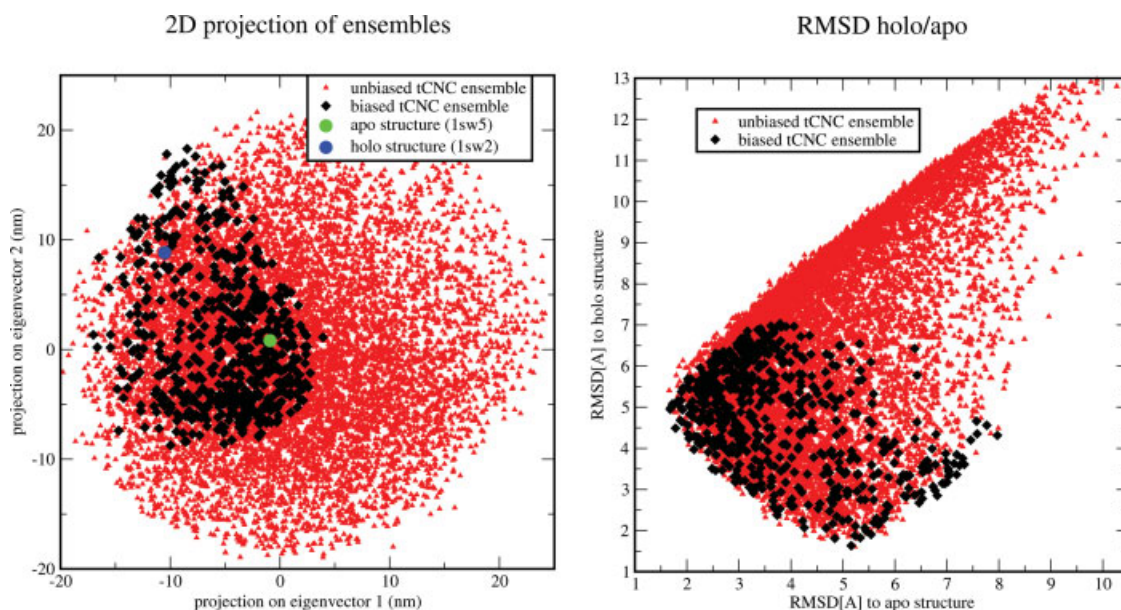 2D projection of ensembles
unbiased tCNC ensemble
biased tCNC ensemble
apo structure (1sw5)
holo structure (1sw2)
projection on eigenvector 2 (nm)
20
10
0
-10
-20
-20
-10
0
10
20
projection on eigenvector 1 (nm)
RMSD holo/apo
unbiased tCNC ensemble
biased tCNC ensemble
RMSD[A] to holo structure
13
12
11
10
9
8
7
6
5
4
3
2
1
1
2
3
4
5
6
7
8
9
10
RMSD[A] to apo structure